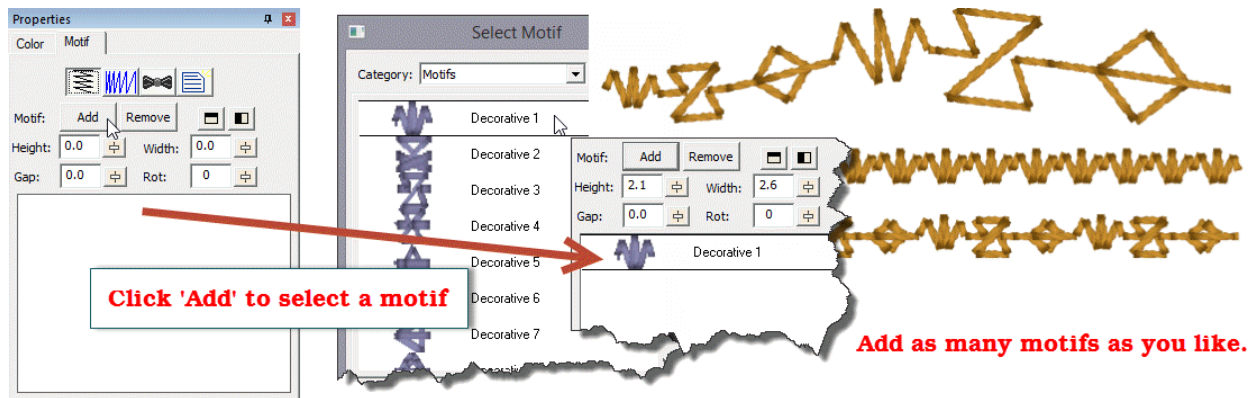 Properties
Color Motif
Motif: Add Remove
Height: 0.0 Width: 0.0
Gap: 0.0 Rot: 0
Click 'Add' to select a motif
Select Motif
Category: Motifs
Decorative 1
Decorative 2
Decorative 3
Decorative 4
Decorative 5
Decorative 6
Decorative 7
Motif: Add Remove
Height: 2.1 Width: 2.6
Gap: 0.0 Rot: 0
Decorative 1
Add as many motifs as you like.